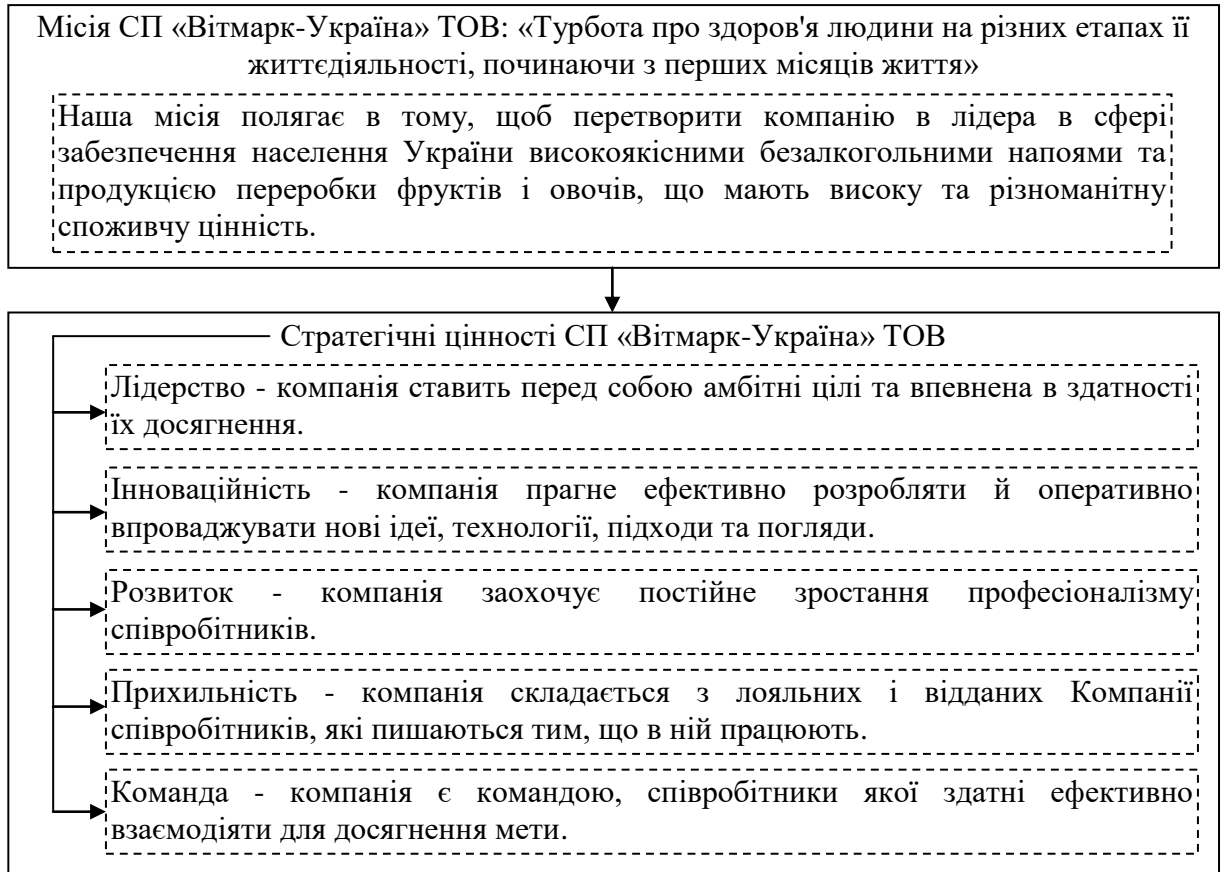 Місія СП «Вітмарк-Україна» ТОВ: «Турбота про здоров'я людини на різних етапах її
життєдіяльності, починаючи з перших місяців життя»
Наша місія полягає в тому, щоб перетворити компанію в лідера в сфері
забезпечення населення України високоякісними безалкогольними напоями та
продукцією переробки фруктів і овочів, що мають високу та різноманітну
споживчу цінність.
Стратегічні цінності СП «Вітмарк-Україна» ТОВ
Лідерство - компанія ставить перед собою амбітні цілі та впевнена в здатності
їх досягнення.
Інноваційність - компанія прагне ефективно розробляти й оперативно
впроваджувати нові ідеї, технології, підходи та погляди.
Розвиток - компанія заохочує постійне зростання професіоналізму
співробітників.
Прихильність - компанія складається з лояльних і відданих Компанії
співробітників, які пишаються тим, що в ній працюють.
Команда - компанія є командою, співробітники якої здатні ефективно
взаємодіяти для досягнення мети.